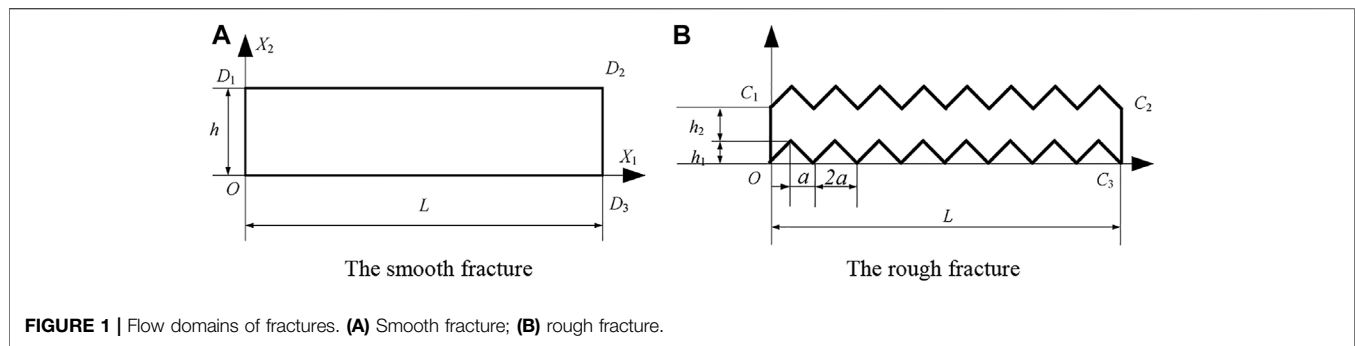 A
X2
D1
D2
h
X1
O
L
D3
The smooth fracture
B
C1
C2
h2
h1
O
a
2a
C3
L
The rough fracture
FIGURE 1 | Flow domains of fractures. (A) Smooth fracture; (B) rough fracture.